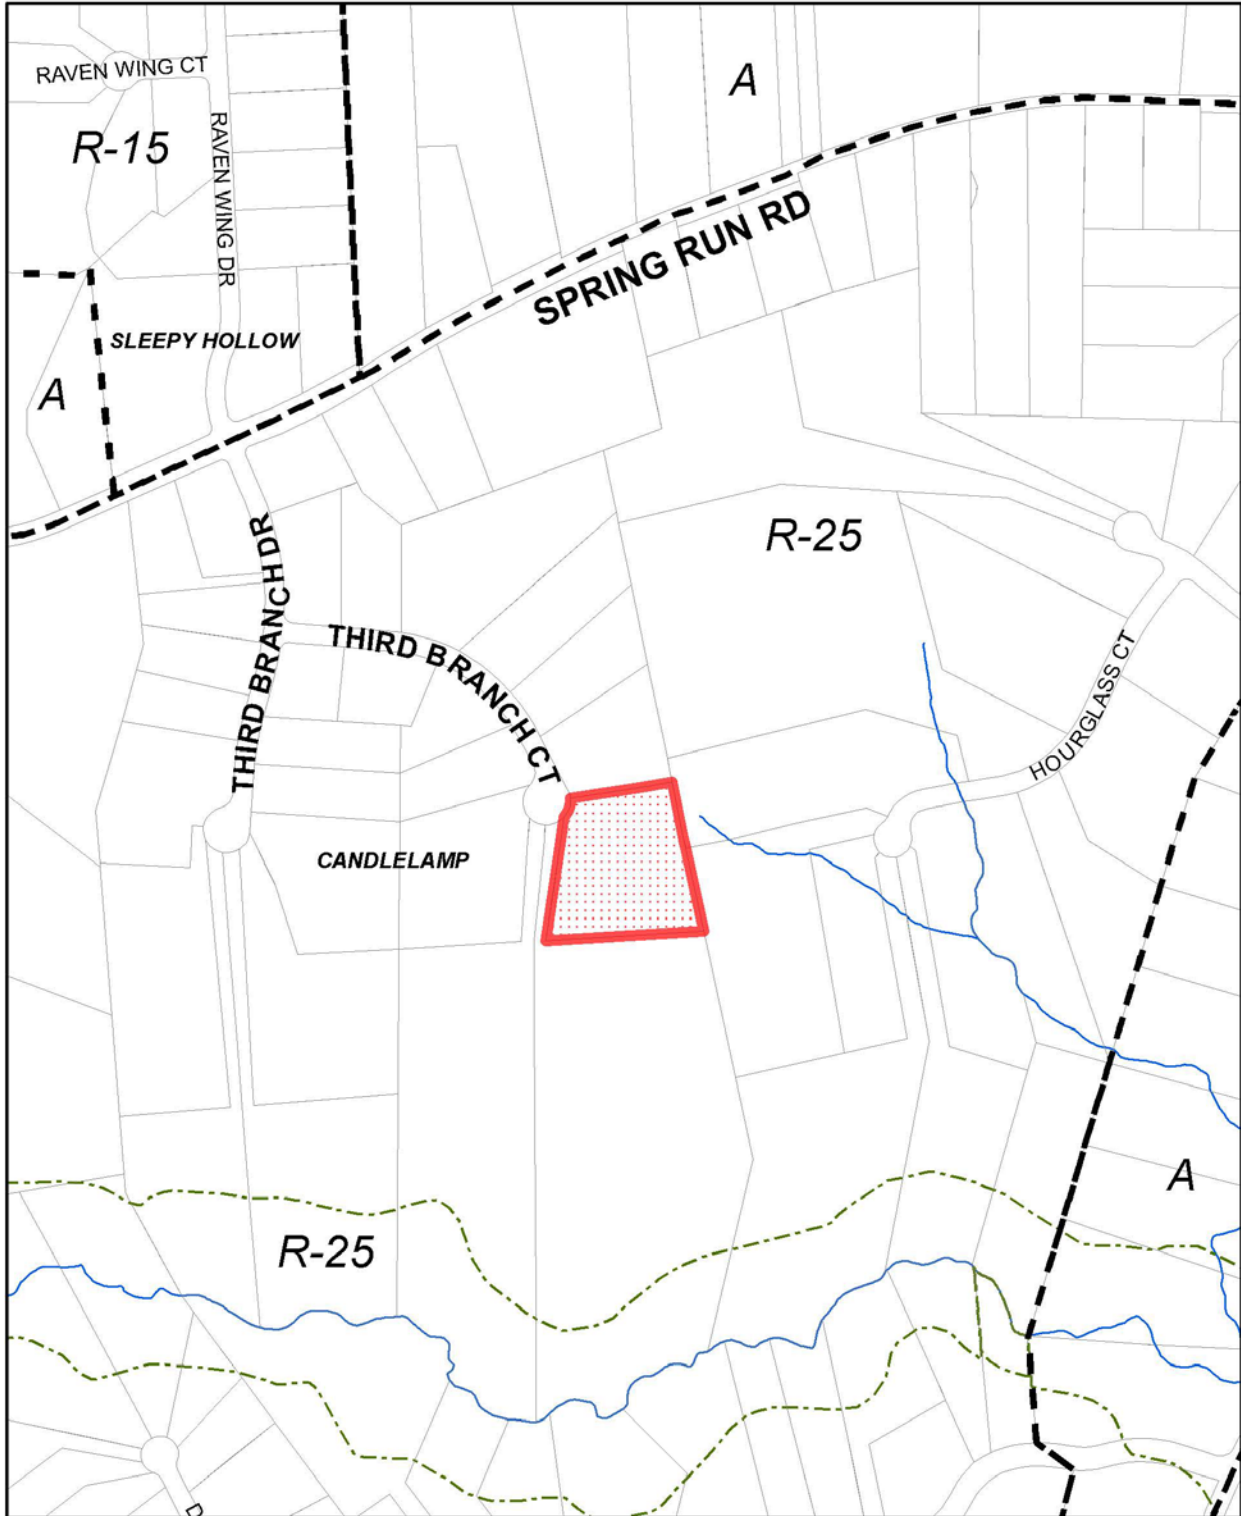 RAVEN WING CT
A
R-15
RAVEN WING DR
SPRING RUN RD
SLEEPY HOLLOW
A
R-25
THIRD BRANCH DR
THIRD BRANCH CT
HOURGLASS CT
CANDLELAMP
A
R-25